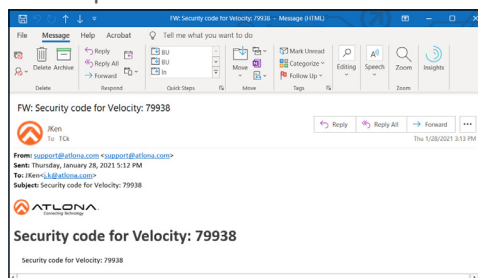 FW: Security code for Velocity: 79938 - Message (HTML)
File Message Help Acrobat Tell me what you want to do
Delete Archive
Reply
Reply All
Forward
BU
BU
In
Move
Mark Unread
Categorize
Follow Up
Editing
Speech
Zoom
Insights
Delete Respond Quick Steps Move Tags Zoom
FW: Security code for Velocity: 79938
JKen
To TCk
Reply Reply All Forward
Thu 1/28/2021 3:13 PM
From: support@atlona.com <support@atlona.com>
Sent: Thursday, January 28, 2021 5:12 PM
To: JKen<j.k@atlona.com>
Subject: Security code for Velocity: 79938
ATLONA.
Connecting Technology
Security code for Velocity: 79938
Security code for Velocity: 79938